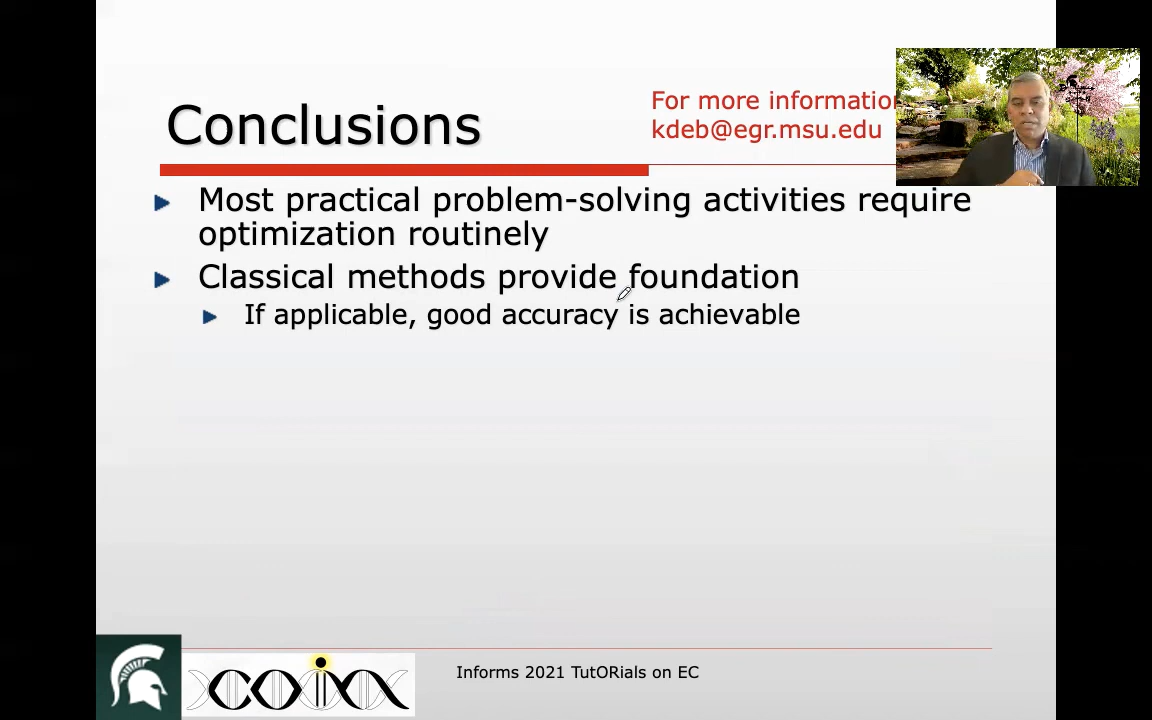 Conclusions
For more information
kdeb@egr.msu.edu
Most practical problem-solving activities require
optimization routinely
Classical methods provide foundation
If applicable, good accuracy is achievable
coin
Informs 2021 TutORials on EC